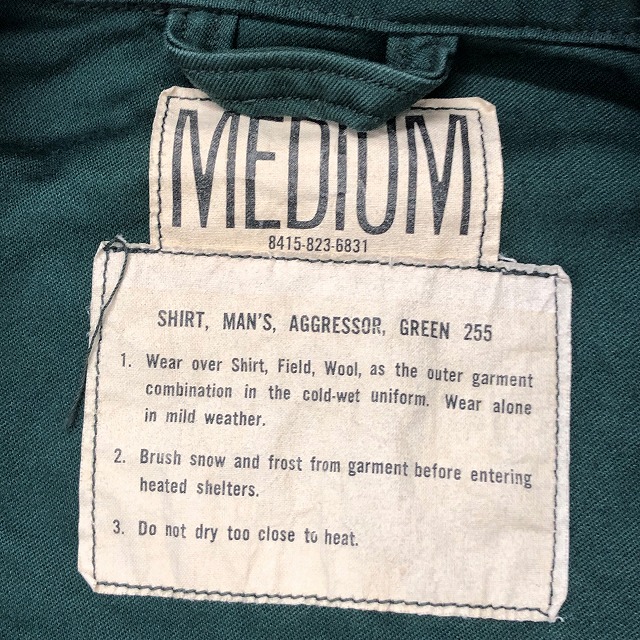 MEDIUM
8415-823-6831
SHIRT, MAN'S, AGGRESSOR, GREEN 255
1. Wear over Shirt, Field, Wool, as the outer garment
combination in the cold-wet uniform. Wear alone
in mild weather.
2. Brush snow and frost from garment before entering
heated shelters.
3. Do not dry too close to heat.